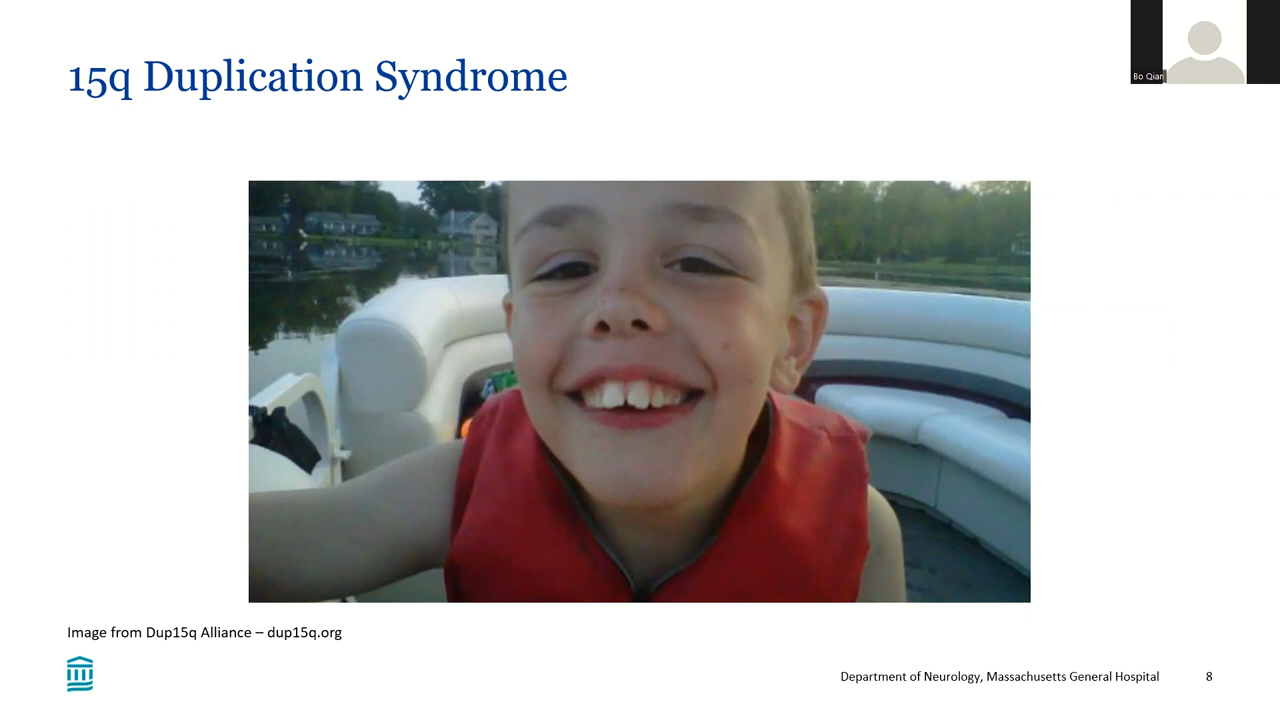 15q Duplication Syndrome
Bo Qian
Image from Dup15q Alliance – dup15q.org
Department of Neurology, Massachusetts General Hospital 8